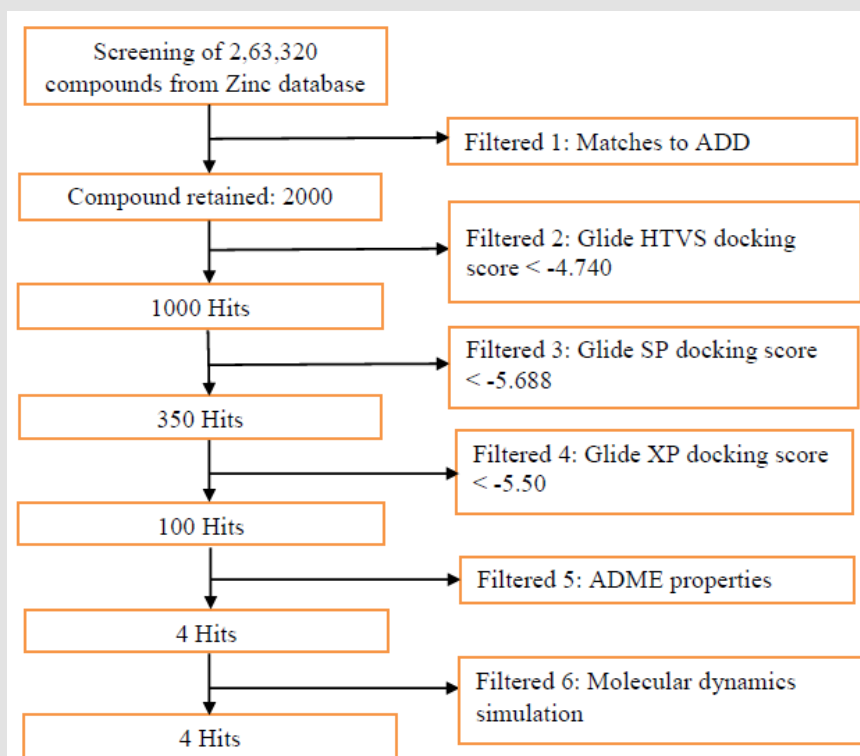 Screening of 2,63,320
compounds from Zinc database
Filtered 1: Matches to ADD
Compound retained: 2000
Filtered 2: Glide HTVS docking
score < -4.740
1000 Hits
Filtered 3: Glide SP docking score
< -5.688
350 Hits
Filtered 4: Glide XP docking score
< -5.50
100 Hits
Filtered 5: ADME properties
4 Hits
Filtered 6: Molecular dynamics
simulation
4 Hits